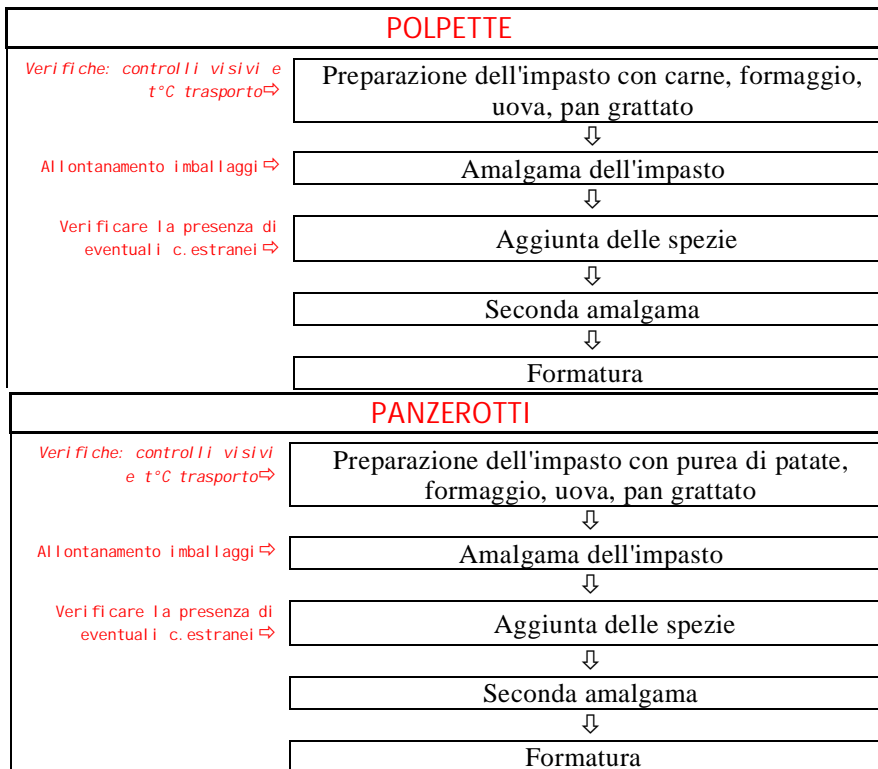 POLPETTE
Verifiche: controlli visivi e
t°C trasporto⇨
Preparazione dell'impasto con carne, formaggio,
uova, pan grattato
⇩
Allontanamento imballaggi⇨
Amalgama dell'impasto
⇩
Verificare la presenza di
eventuali c.estranei⇨
Aggiunta delle spezie
⇩
Seconda amalgama
⇩
Formatura
PANZEROTTI
Verifiche: controlli visivi
e t°C trasporto⇨
Preparazione dell'impasto con purea di patate,
formaggio, uova, pan grattato
⇩
Allontanamento imballaggi⇨
Amalgama dell'impasto
⇩
Verificare la presenza di
eventuali c.estranei⇨
Aggiunta delle spezie
⇩
Seconda amalgama
⇩
Formatura